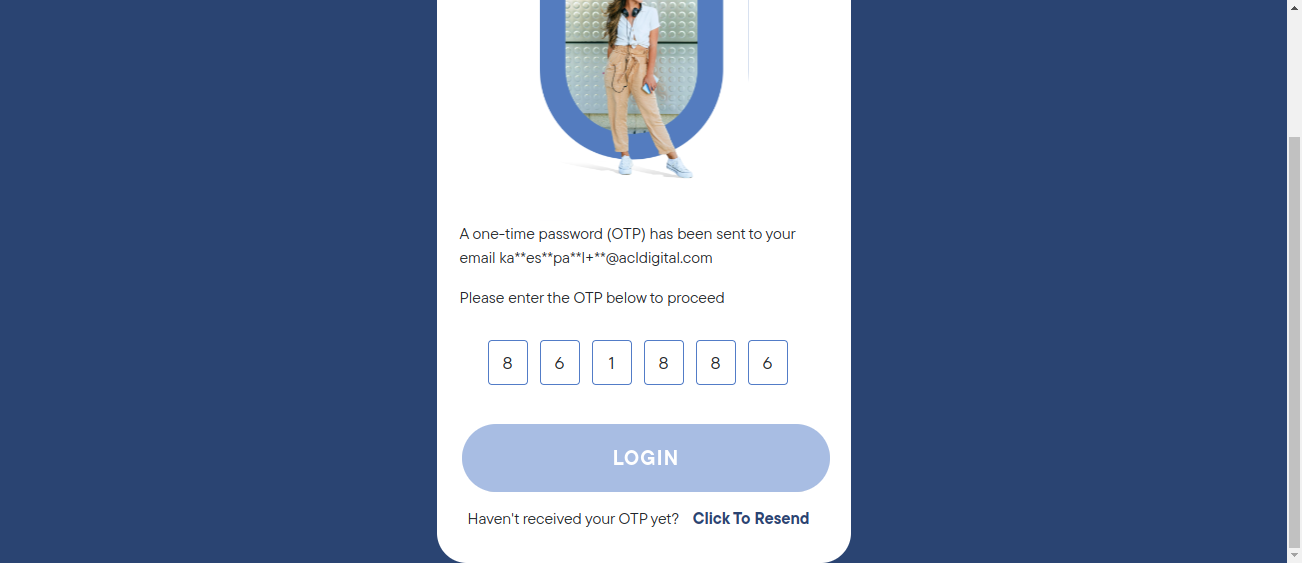 A one-time password (OTP) has been sent to your
email ka**es**pa**l+**@acldigital.com
Please enter the OTP below to proceed
8 6 1 8 8 6
LOGIN
Haven't received your OTP yet? Click To Resend